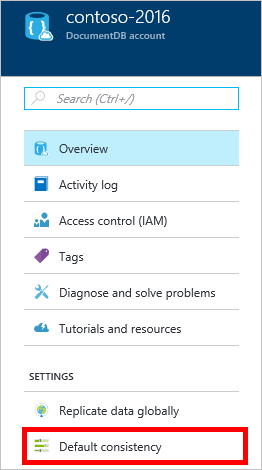 contoso-2016
DocumentDB account
Search (Ctrl+/)
Overview
Activity log
Access control (IAM)
Tags
Diagnose and solve problems
Tutorials and resources
SETTINGS
Replicate data globally
Default consistency